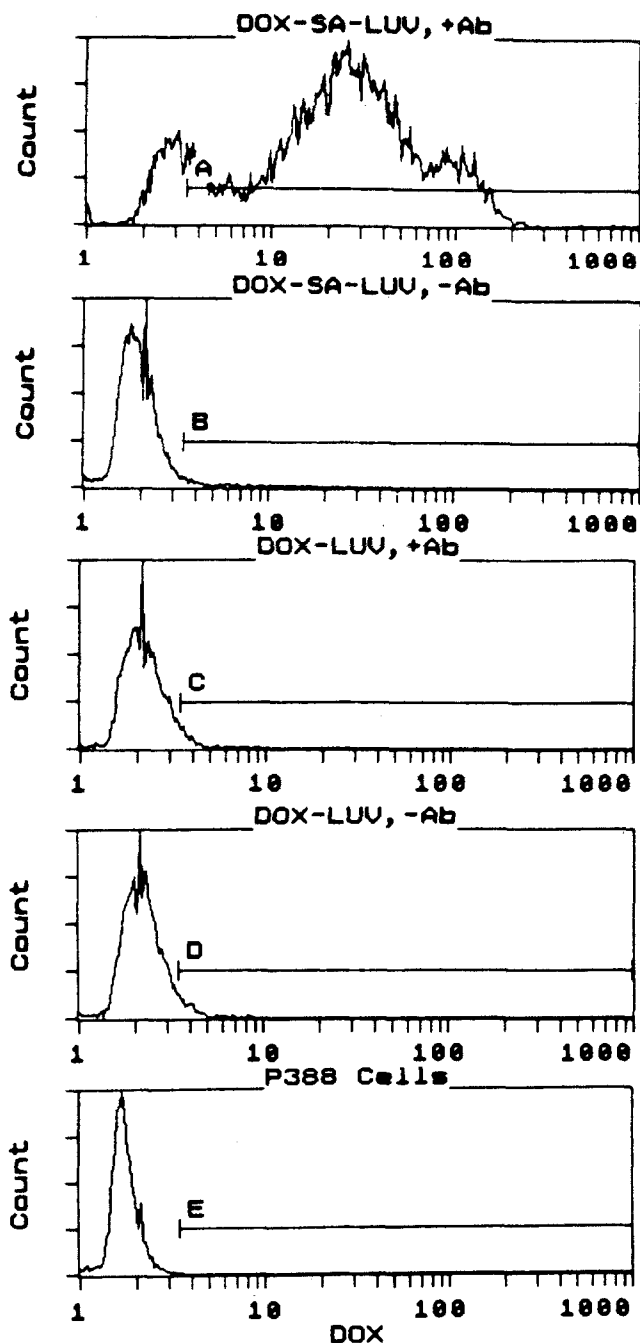 DOX-SA-LUV, +Ab
Count
A
1 10 100 1000
DOX-SA-LUV, -Ab
Count
B
1 10 100 1000
DOX-LUV, +Ab
Count
C
1 10 100 1000
DOX-LUV, -Ab
Count
D
1 10 100 1000
P388 Cells
Count
E
1 10 100 1000
DOX